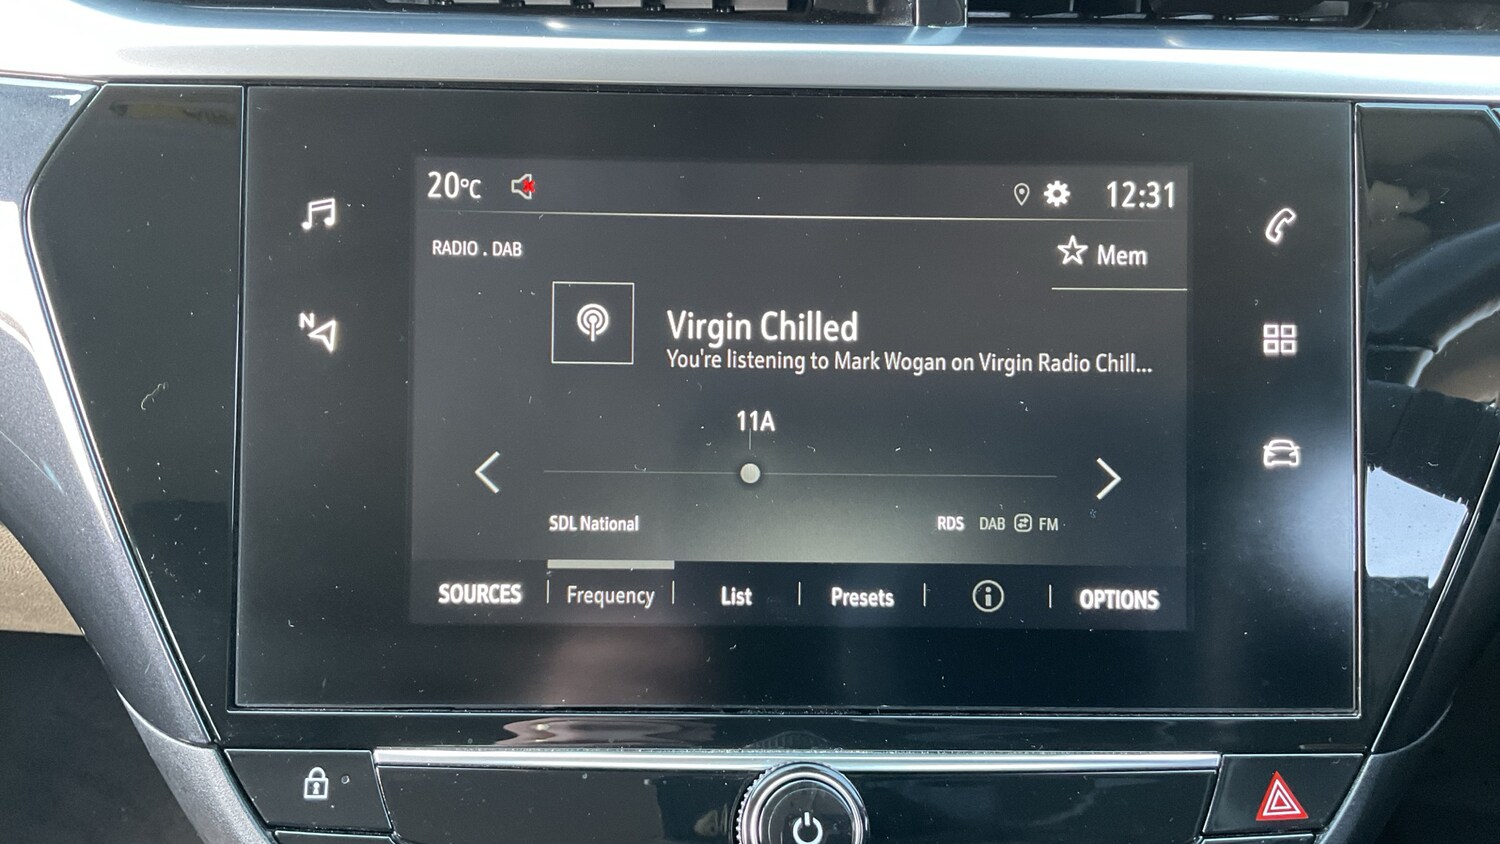 20°C 12:31
RADIO . DAB
Mem
N
Virgin Chilled
You're listening to Mark Wogan on Virgin Radio Chill...
11A
SDL National RDS DAB FM
SOURCES Frequency List Presets OPTIONS